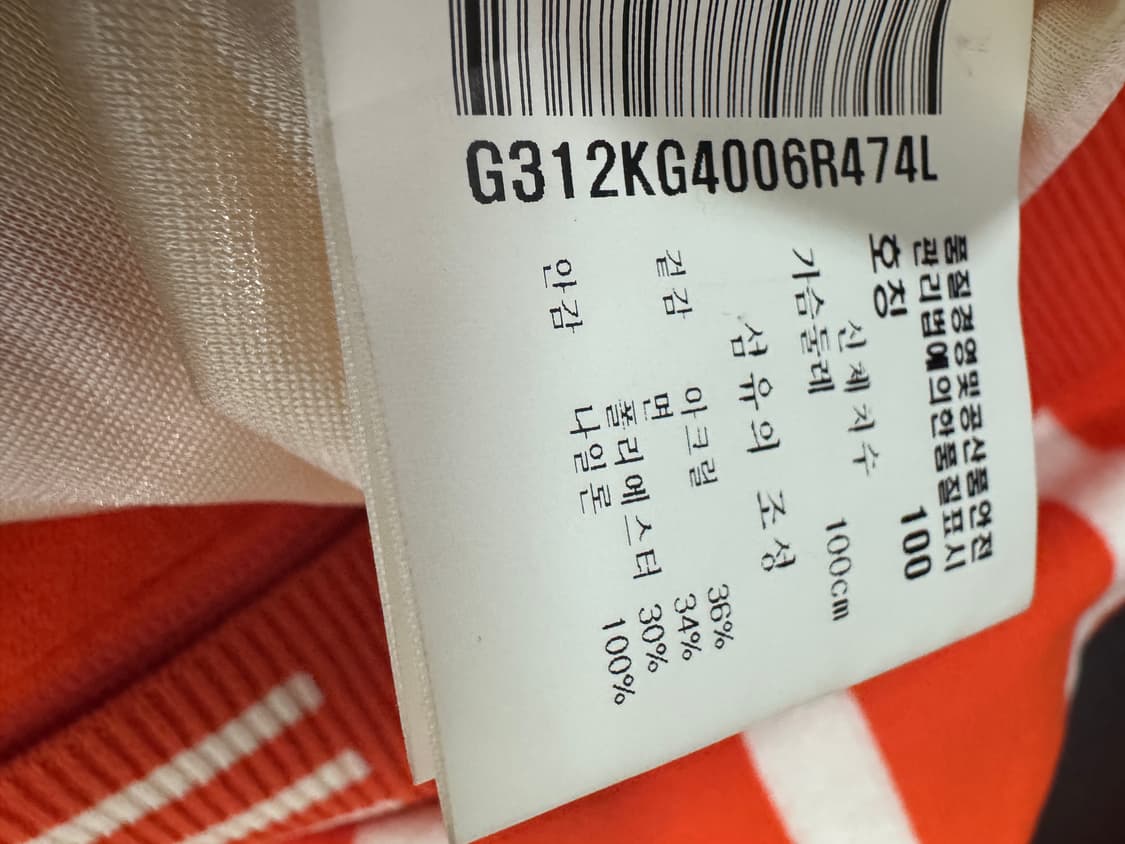 G312KG4006R474L
품질경영및공산품안전
관리법에의한품질표시
호칭 100
신체치수
가슴둘레 100cm
섬유의 조성
겉감 아크릴 36%
면 34%
폴리에스터 30%
안감 나일론 100%